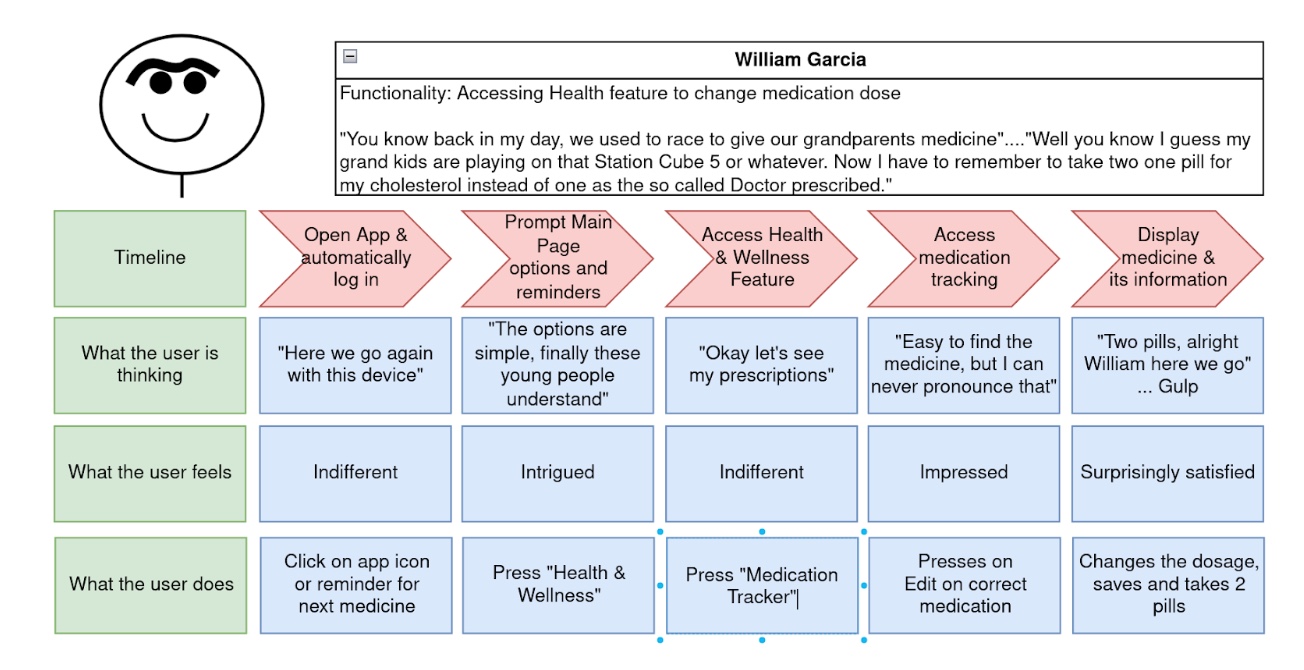 William Garcia
Functionality: Accessing Health feature to change medication dose
"You know back in my day, we used to race to give our grandparents medicine"...."Well you know I guess my
grand kids are playing on that Station Cube 5 or whatever. Now I have to remember to take two one pill for
my cholesterol instead of one as the so called Doctor prescribed."
Timeline
Open App &
automatically
log in
Prompt Main
Page
options and
reminders
Access Health
& Wellness
Feature
Access
medication
tracking
Display
medicine &
its information
What the user is
thinking
"Here we go again
with this device"
"The options are
simple, finally these
young people
understand"
"Okay let's see
my prescriptions"
"Easy to find the
medicine, but I can
never pronounce that"
"Two pills, alright
William here we go"
... Gulp
What the user feels
Indifferent
Intrigued
Indifferent
Impressed
Surprisingly satisfied
What the user does
Click on app icon
or reminder for
next medicine
Press "Health &
Wellness"
Press "Medication
Tracker"
Presses on
Edit on correct
medication
Changes the dosage,
saves and takes 2
pills